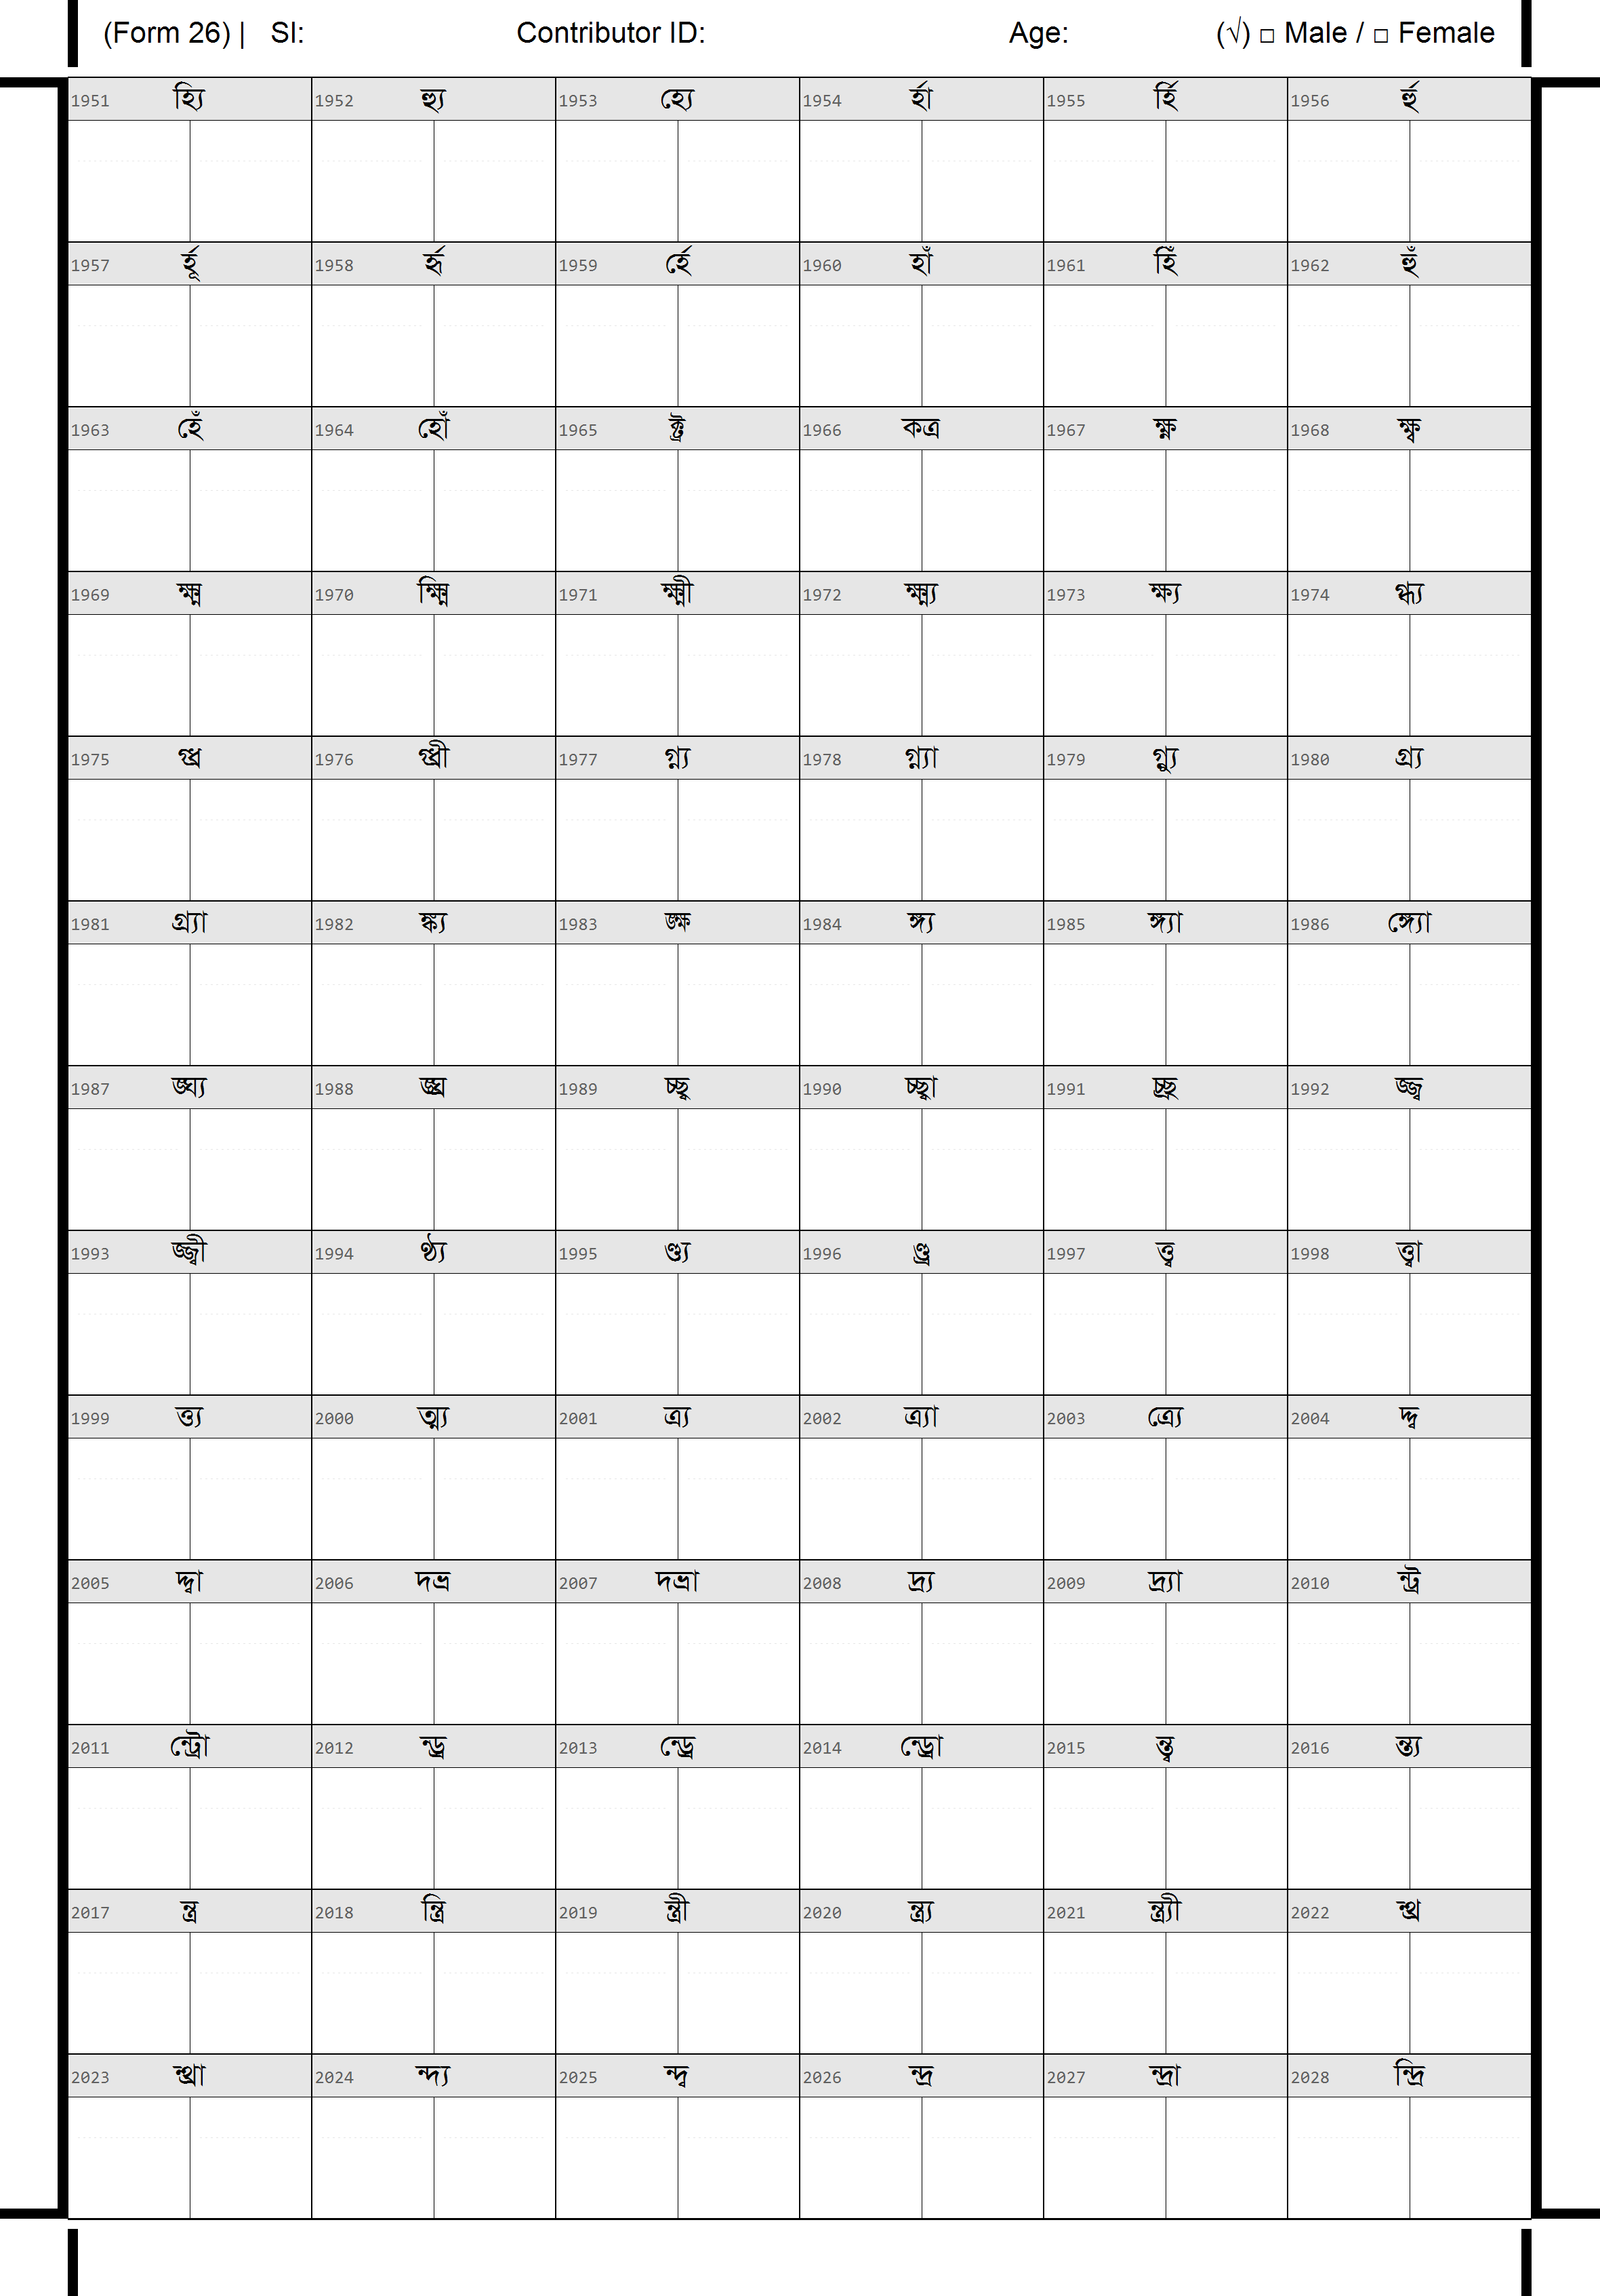 (Form 26) | Sl: Contributor ID: Age: (√) □ Male / □ Female
1951 হ্যি 1952 হ্যু 1953 হ্যে 1954 র্হা 1955 র্হি 1956 র্হু
1957 র্হূ 1958 র্হৃ 1959 র্হে 1960 হাঁ 1961 হিঁ 1962 হুঁ
1963 হেঁ 1964 হোঁ 1965 ক্ট্র 1966 কত্র 1967 ক্ষ্ণ 1968 ক্ষ্ব
1969 ক্ষ্ম 1970 ক্ষ্মি 1971 ক্ষ্মী 1972 ক্ষ্ম্য 1973 ক্ষ্য 1974 গ্ধ্য
1975 গ্ধ্র 1976 গ্ধ্রী 1977 গ্ন্য 1978 গ্ন্যা 1979 গ্ন্যু 1980 গ্র্য
1981 গ্র্যা 1982 ঙ্ক্য 1983 ঙ্ক্ষ 1984 ঙ্গ্য 1985 ঙ্গ্যা 1986 ঙ্গ্যো
1987 ঙ্ঘ্য 1988 ঙ্ঘ্র 1989 চ্ছ্ব 1990 চ্ছ্বা 1991 চ্ছ্র 1992 জ্জ্ব
1993 জ্জ্বী 1994 ণ্ঠ্য 1995 ণ্ড্য 1996 ণ্ড্র 1997 ত্ত্ব 1998 ত্ত্বা
1999 ত্ত্য 2000 ত্ম্য 2001 ত্র্য 2002 ত্র্যা 2003 ত্র্যে 2004 দ্দ্ব
2005 দ্দ্বা 2006 দভ্র 2007 দভ্রা 2008 দ্র্য 2009 দ্র্যা 2010 ন্ট্র
2011 ন্ট্রো 2012 ন্ড্র 2013 ন্ড্রে 2014 ন্ড্রো 2015 ন্ত্ব 2016 ন্ত্য
2017 ন্ত্র 2018 ন্ত্রি 2019 ন্ত্রী 2020 ন্ত্র্য 2021 ন্ত্র্যী 2022 ন্থ্র
2023 ন্থ্রা 2024 ন্দ্য 2025 ন্দ্ব 2026 ন্দ্র 2027 ন্দ্রা 2028 ন্দ্রি